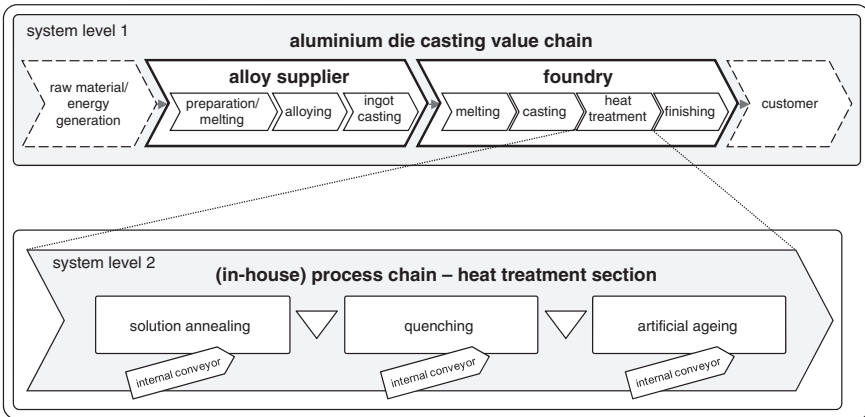 system level 1
aluminium die casting value chain
raw material/
energy
generation
alloy supplier
preparation/
melting
alloying
ingot
casting
foundry
melting
casting
heat
treatment
finishing
customer
system level 2
(in-house) process chain – heat treatment section
solution annealing
quenching
artificial ageing
internal conveyor
internal conveyor
internal conveyor